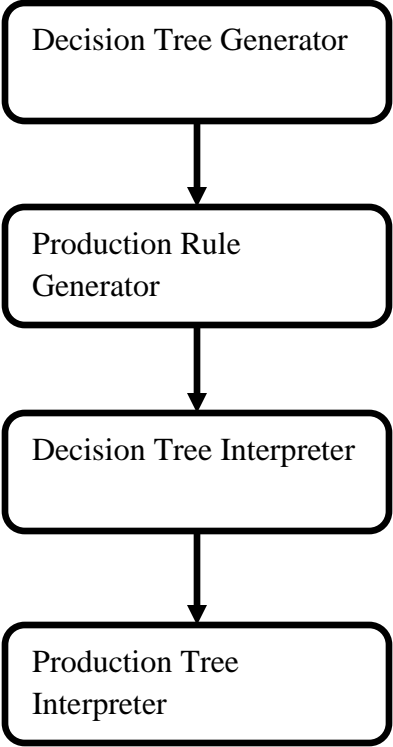 Decision Tree Generator
Production Rule
Generator
Decision Tree Interpreter
Production Tree
Interpreter